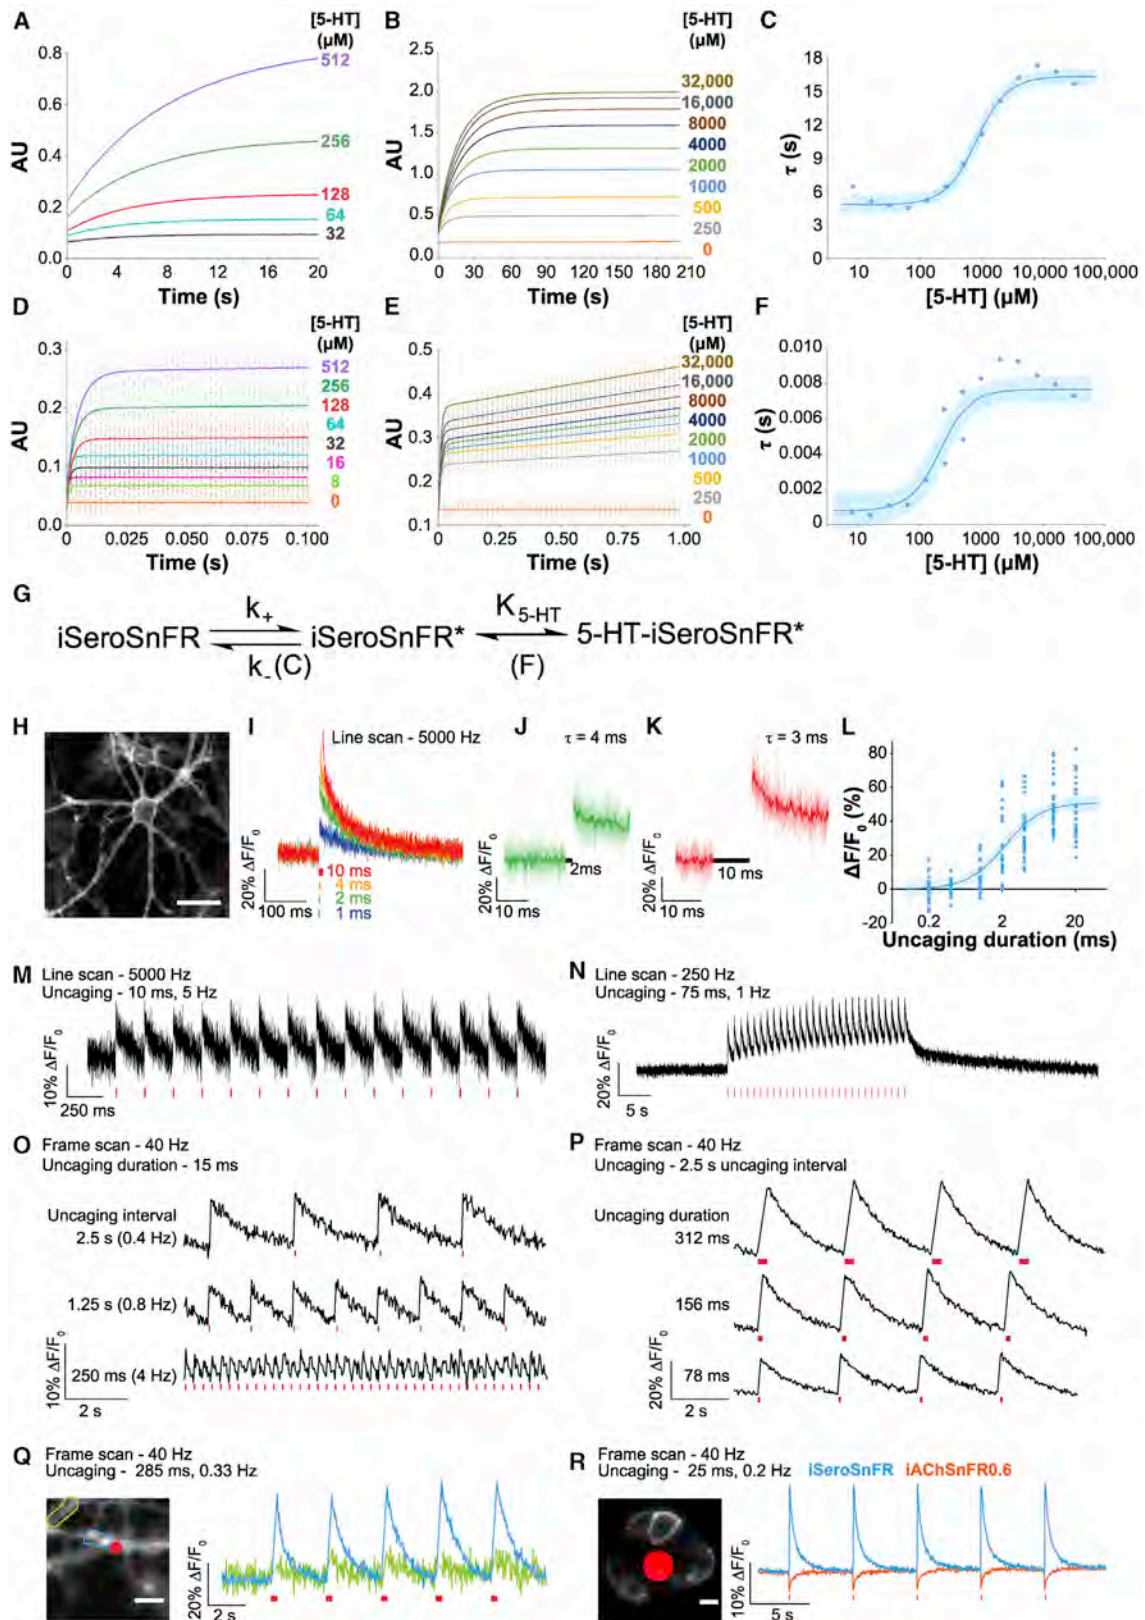 A
[5-HT]
(μM)
0.8
0.6
0.4
0.2
0.0
AU
512
256
128
64
32
0 4 8 12 16 20
Time (s)
B
[5-HT]
(μM)
2.5
2.0
1.5
1.0
0.5
0.0
AU
32,000
16,000
8000
4000
2000
1000
500
250
0
0 30 60 90 120 150 180 210
Time (s)
C
18
15
12
9
6
3
0
τ (s)
10 100 1000 10,000 100,000
[5-HT] (μM)
D
[5-HT]
(μM)
0.3
0.2
0.1
0.0
AU
512
256
128
64
32
16
8
0
0 0.025 0.050 0.075 0.100
Time (s)
E
[5-HT]
(μM)
0.5
0.4
0.3
0.2
0.1
AU
32,000
16,000
8000
4000
2000
1000
500
250
0
0 0.25 0.50 0.75 1.00
Time (s)
F
0.010
0.008
0.006
0.004
0.002
0
τ (s)
10 100 1000 10,000 100,000
[5-HT] (μM)
G
k+ K5-HT
iSeroSnFR iSeroSnFR* 5-HT-iSeroSnFR*
k- (C) (F)
H
I
Line scan - 5000 Hz
20% ΔF/F0
100 ms
10 ms
4 ms
2 ms
1 ms
J
τ = 4 ms
20% ΔF/F0
2ms
10 ms
K
τ = 3 ms
20% ΔF/F0
10 ms
10 ms
L
80
60
40
20
0
-20
ΔF/F0 (%)
0.2 2 20
Uncaging duration (ms)
M Line scan - 5000 Hz
Uncaging - 10 ms, 5 Hz
10% ΔF/F0
250 ms
N Line scan - 250 Hz
Uncaging - 75 ms, 1 Hz
20% ΔF/F0
5 s
O Frame scan - 40 Hz
Uncaging duration - 15 ms
Uncaging interval
2.5 s (0.4 Hz)
1.25 s (0.8 Hz)
250 ms (4 Hz)
10% ΔF/F0
2 s
P Frame scan - 40 Hz
Uncaging - 2.5 s uncaging interval
Uncaging duration
312 ms
156 ms
78 ms
20% ΔF/F0
2 s
Q Frame scan - 40 Hz
Uncaging - 285 ms, 0.33 Hz
20% ΔF/F0
2 s
R Frame scan - 40 Hz
Uncaging - 25 ms, 0.2 Hz iSeroSnFR iAChSnFR0.6
10% ΔF/F0
5 s